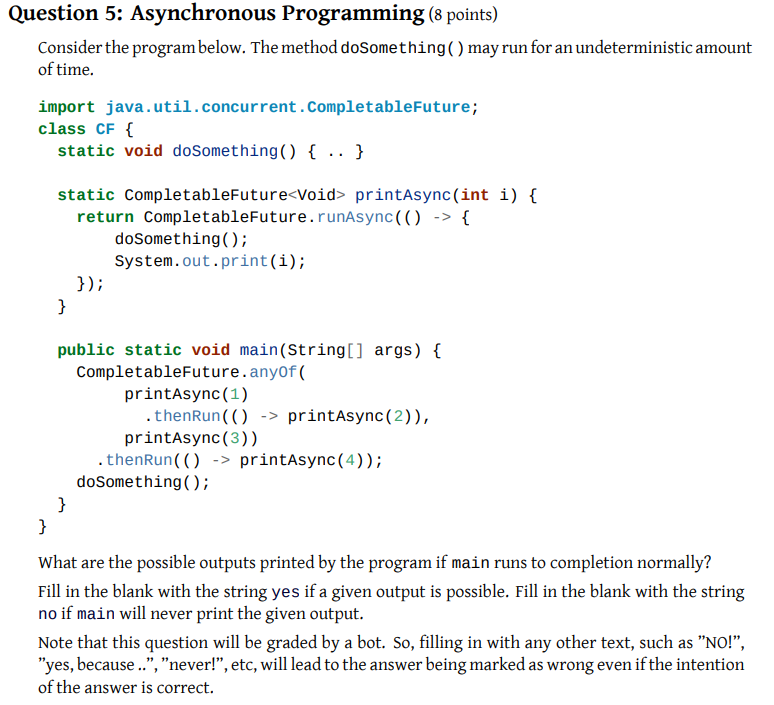 Question 5: Asynchronous Programming (8 points)
Consider the program below. The method doSomething() may run for an undeterministic amount
of time.
import java.util.concurrent.CompletableFuture;
class CF {
  static void doSomething() { .. }
  static CompletableFuture<Void> printAsync(int i) {
    return CompletableFuture.runAsync(() -> {
        doSomething();
        System.out.print(i);
    });
  }
  public static void main(String[] args) {
    CompletableFuture.anyOf(
        printAsync(1)
          .thenRun(() -> printAsync(2)),
        printAsync(3))
      .thenRun(() -> printAsync(4));
    doSomething();
  }
}
What are the possible outputs printed by the program if main runs to completion normally?
Fill in the blank with the string yes if a given output is possible. Fill in the blank with the string
no if main will never print the given output.
Note that this question will be graded by a bot. So, filling in with any other text, such as ”NO!”,
”yes, because ..”, ”never!”, etc, will lead to the answer being marked as wrong even if the intention
of the answer is correct.